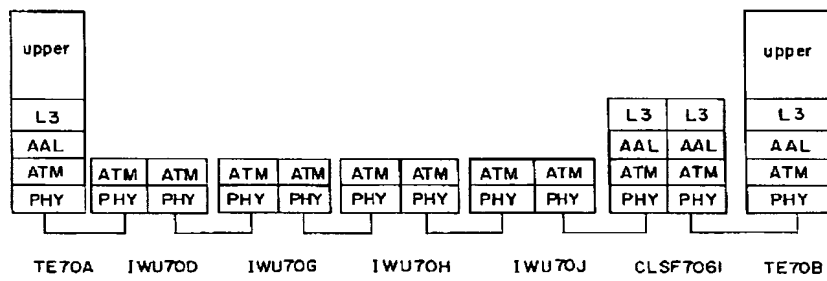 upper upper
L3 L3 L3 L3
AAL AAL AAL AAL
ATM ATM ATM ATM ATM ATM ATM ATM ATM ATM ATM ATM
PHY PHY PHY PHY PHY PHY PHY PHY PHY PHY PHY PHY
TE70A IWU70D IWU70G IWU70H IWU70J CLSF706I TE70B